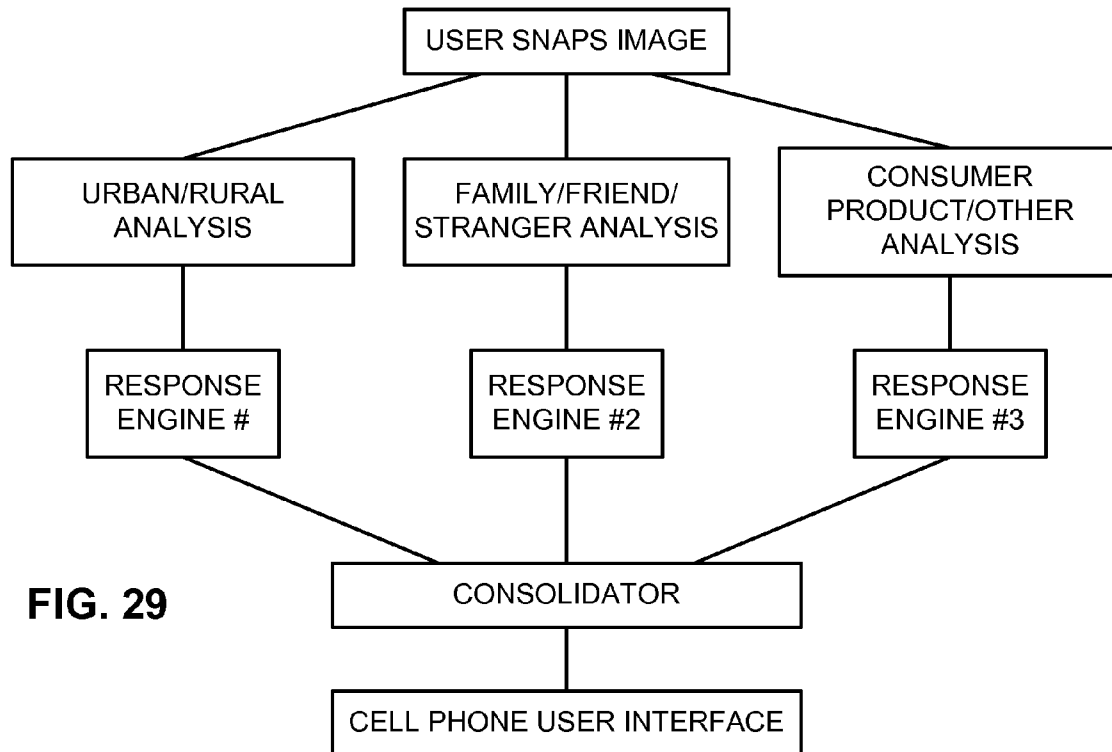 USER SNAPS IMAGE
URBAN/RURAL
ANALYSIS
FAMILY/FRIEND/
STRANGER ANALYSIS
CONSUMER
PRODUCT/OTHER
ANALYSIS
RESPONSE
ENGINE #
RESPONSE
ENGINE #2
RESPONSE
ENGINE #3
CONSOLIDATOR
FIG. 29
CELL PHONE USER INTERFACE